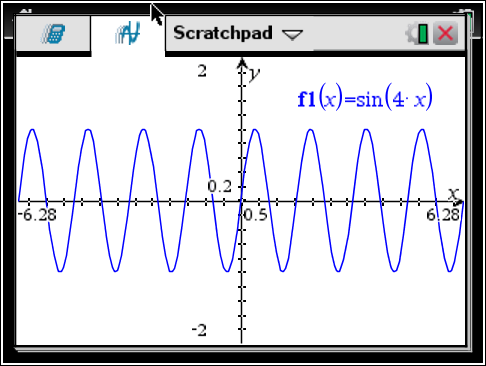 Scratchpad
2
y
f1(x)=sin(4·x)
0.2
x
-6.28
0.5
6.28
-2